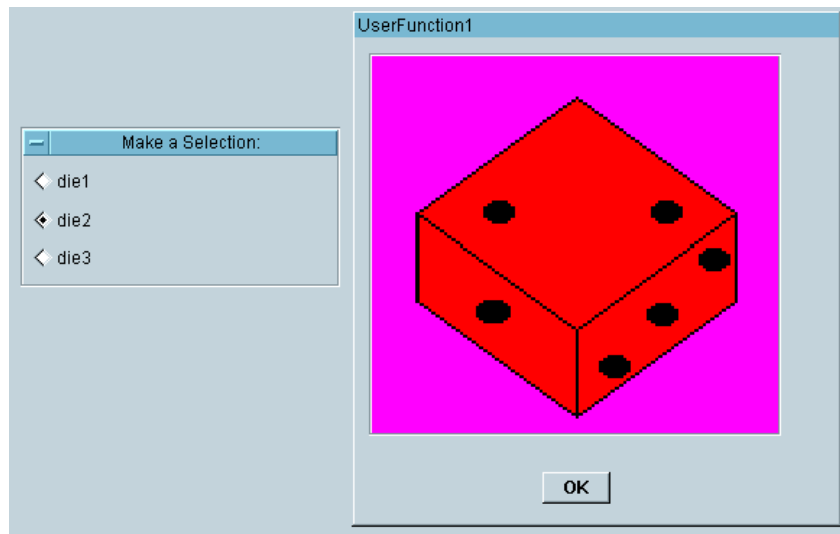 UserFunction1
Make a Selection:
die1
die2
die3
OK